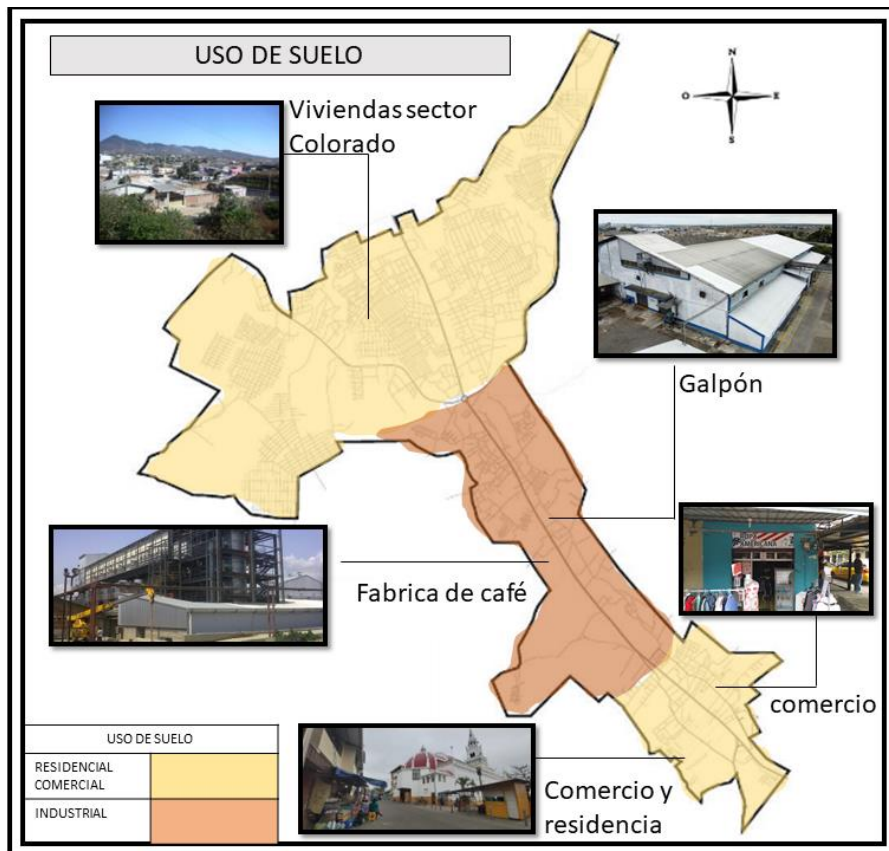 USO DE SUELO
N
O
E
S
Viviendas sector
Colorado
Galpón
AMERICANA
Fabrica de café
comercio
Comercio y
residencia
USO DE SUELO
RESIDENCIAL
COMERCIAL
INDUSTRIAL